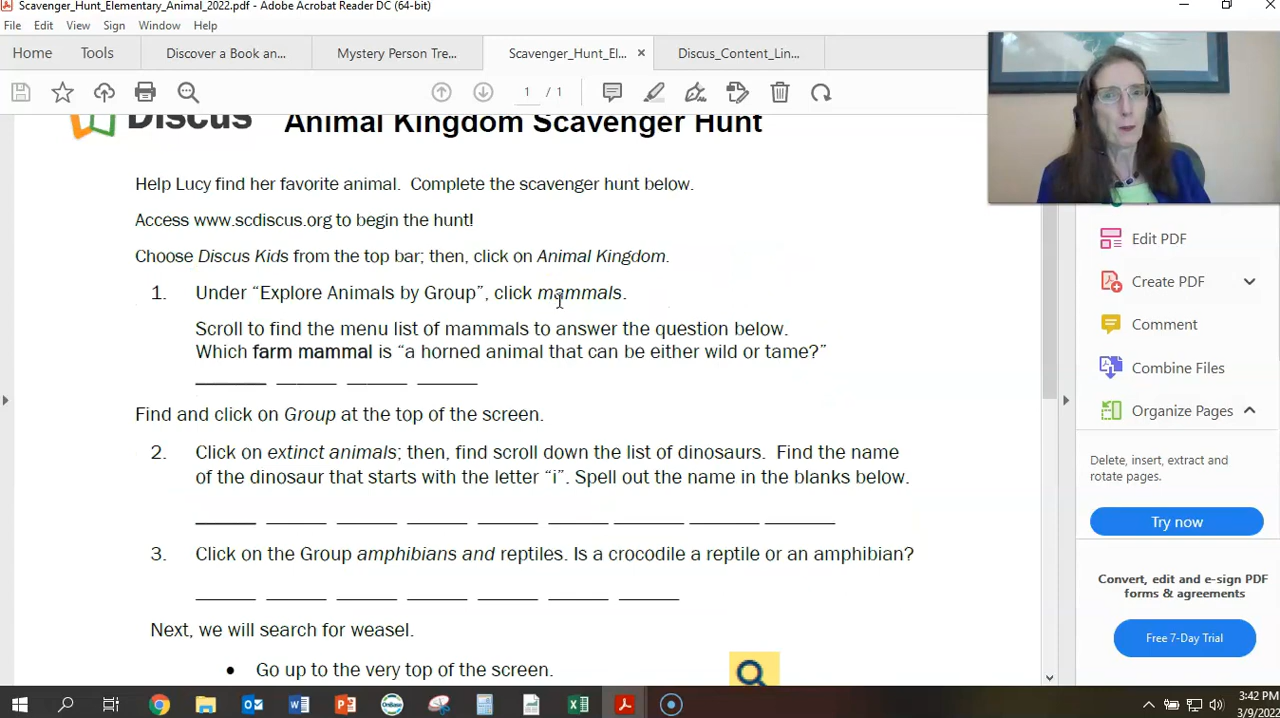 Scavenger_Hunt_Elementary_Animal_2022.pdf - Adobe Acrobat Reader DC (64-bit)
File Edit View Sign Window Help
Home Tools Discover a Book an... Mystery Person Tre... Scavenger_Hunt_El... Discus_Content_Lin...
1 / 1
Discus Animal Kingdom Scavenger Hunt
Help Lucy find her favorite animal. Complete the scavenger hunt below.
Access www.scdiscus.org to begin the hunt!
Choose Discus Kids from the top bar; then, click on Animal Kingdom.
1. Under “Explore Animals by Group”, click mammals.
Scroll to find the menu list of mammals to answer the question below.
Which farm mammal is “a horned animal that can be either wild or tame?”
Find and click on Group at the top of the screen.
2. Click on extinct animals; then, find scroll down the list of dinosaurs. Find the name
of the dinosaur that starts with the letter “i”. Spell out the name in the blanks below.
3. Click on the Group amphibians and reptiles. Is a crocodile a reptile or an amphibian?
Next, we will search for weasel.
• Go up to the very top of the screen.
Edit PDF
Create PDF
Comment
Combine Files
Organize Pages
Delete, insert, extract and
rotate pages.
Try now
Convert, edit and e-sign PDF
forms & agreements
Free 7-Day Trial
3:42 PM
3/9/2022